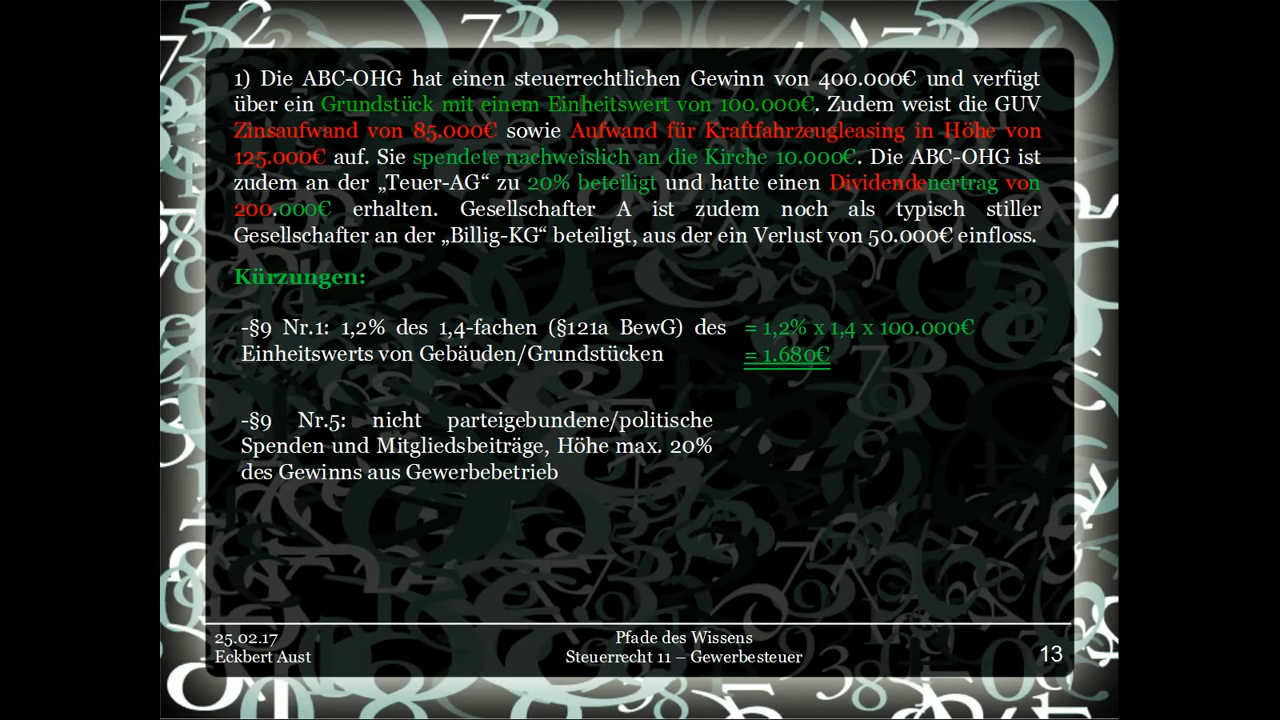 1) Die ABC-OHG hat einen steuerrechtlichen Gewinn von 400.000€ und verfügt
über ein Grundstück mit einem Einheitswert von 100.000€. Zudem weist die GUV
Zinsaufwand von 85.000€ sowie Aufwand für Kraftfahrzeugleasing in Höhe von
125.000€ auf. Sie spendete nachweislich an die Kirche 10.000€. Die ABC-OHG ist
zudem an der „Teuer-AG“ zu 20% beteiligt und hatte einen Dividendenertrag von
200.000€ erhalten. Gesellschafter A ist zudem noch als typisch stiller
Gesellschafter an der „Billig-KG“ beteiligt, aus der ein Verlust von 50.000€ einfloss.
Kürzungen:
-§9 Nr.1: 1,2% des 1,4-fachen (§121a BewG) des
Einheitswerts von Gebäuden/Grundstücken
= 1,2% x 1,4 x 100.000€
= 1.680€
-§9 Nr.5: nicht parteigebundene/politische
Spenden und Mitgliedsbeiträge, Höhe max. 20%
des Gewinns aus Gewerbebetrieb
25.02.17
Eckbert Aust
Pfade des Wissens
Steuerrecht 11 – Gewerbesteuer
13